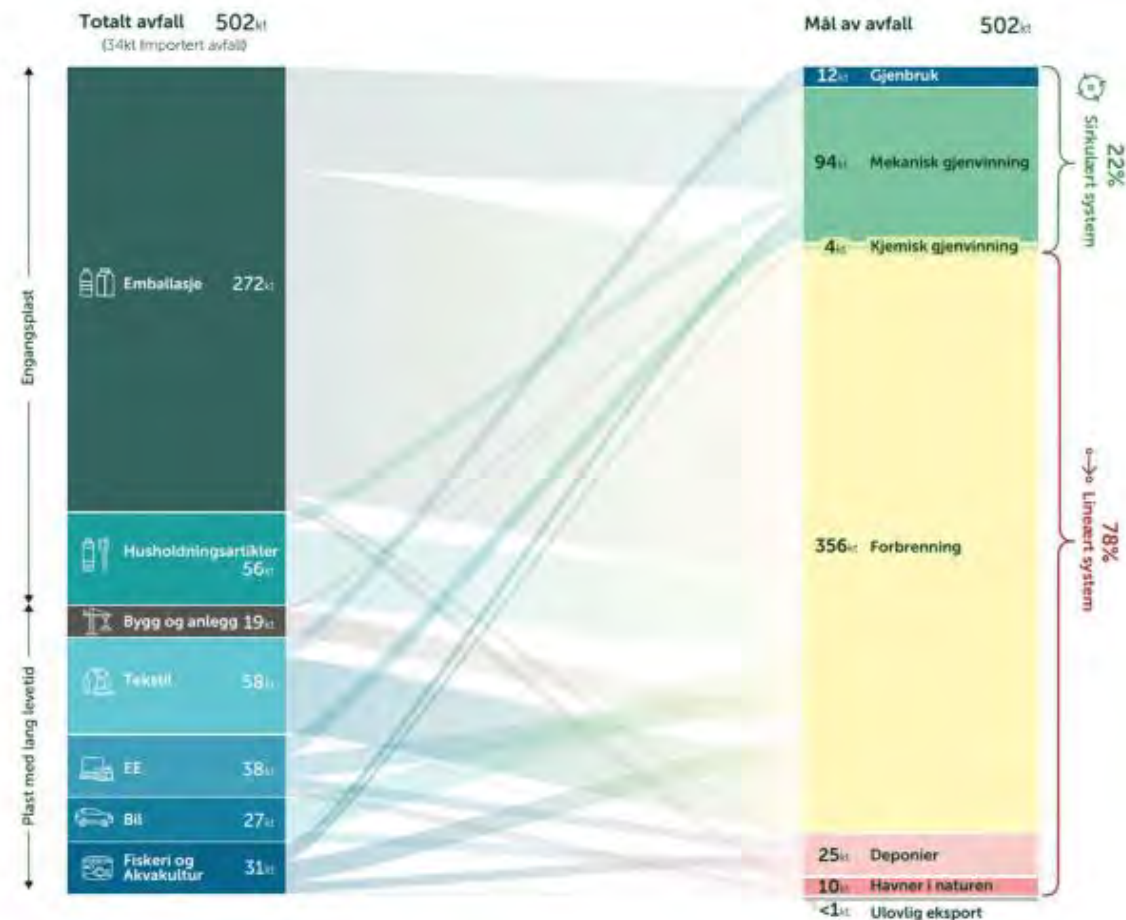 Totalt avfall 502kt
(34kt Importert avfall)
Mål av avfall 502kt
Engangsplast
Plast med lang levetid
Emballasje 272kt
Husholdningsartikler
56kt
Bygg og anlegg 19kt
Tekstil 58kt
EE 38kt
Bil 27kt
Fiskeri og
Akvakultur 31kt
12kt Gjenbruk
94kt Mekanisk gjenvinning
4kt Kjemisk gjenvinning
356kt Forbrenning
25kt Deponier
10kt Havner i naturen
<1kt Ulovlig eksport
22%
Sirkulært system
78%
Lineært system